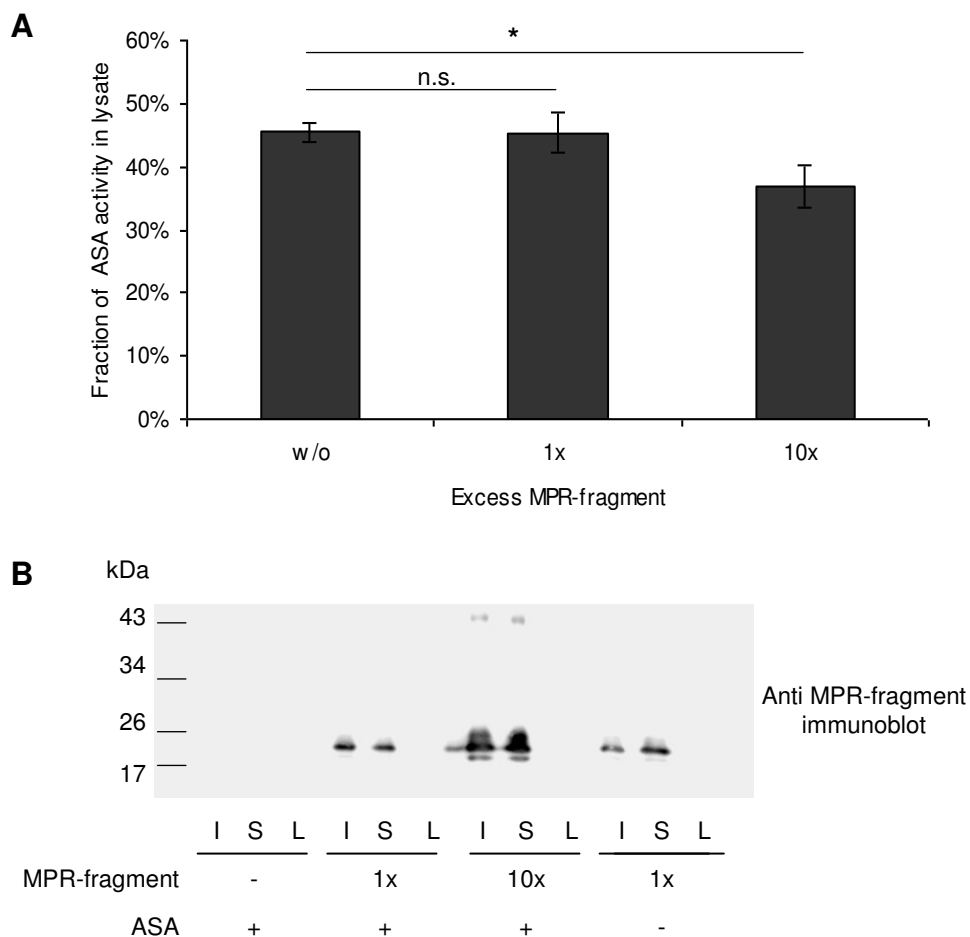 A
60%
50%
40%
30%
20%
10%
0%
Fraction of ASA activity in lysate
*
n.s.
w/o 1x 10x
Excess MPR-fragment
B
kDa
43
34
26
17
Anti MPR-fragment
immunoblot
I S L I S L I S L I S L
MPR-fragment - 1x 10x 1x
ASA + + + -